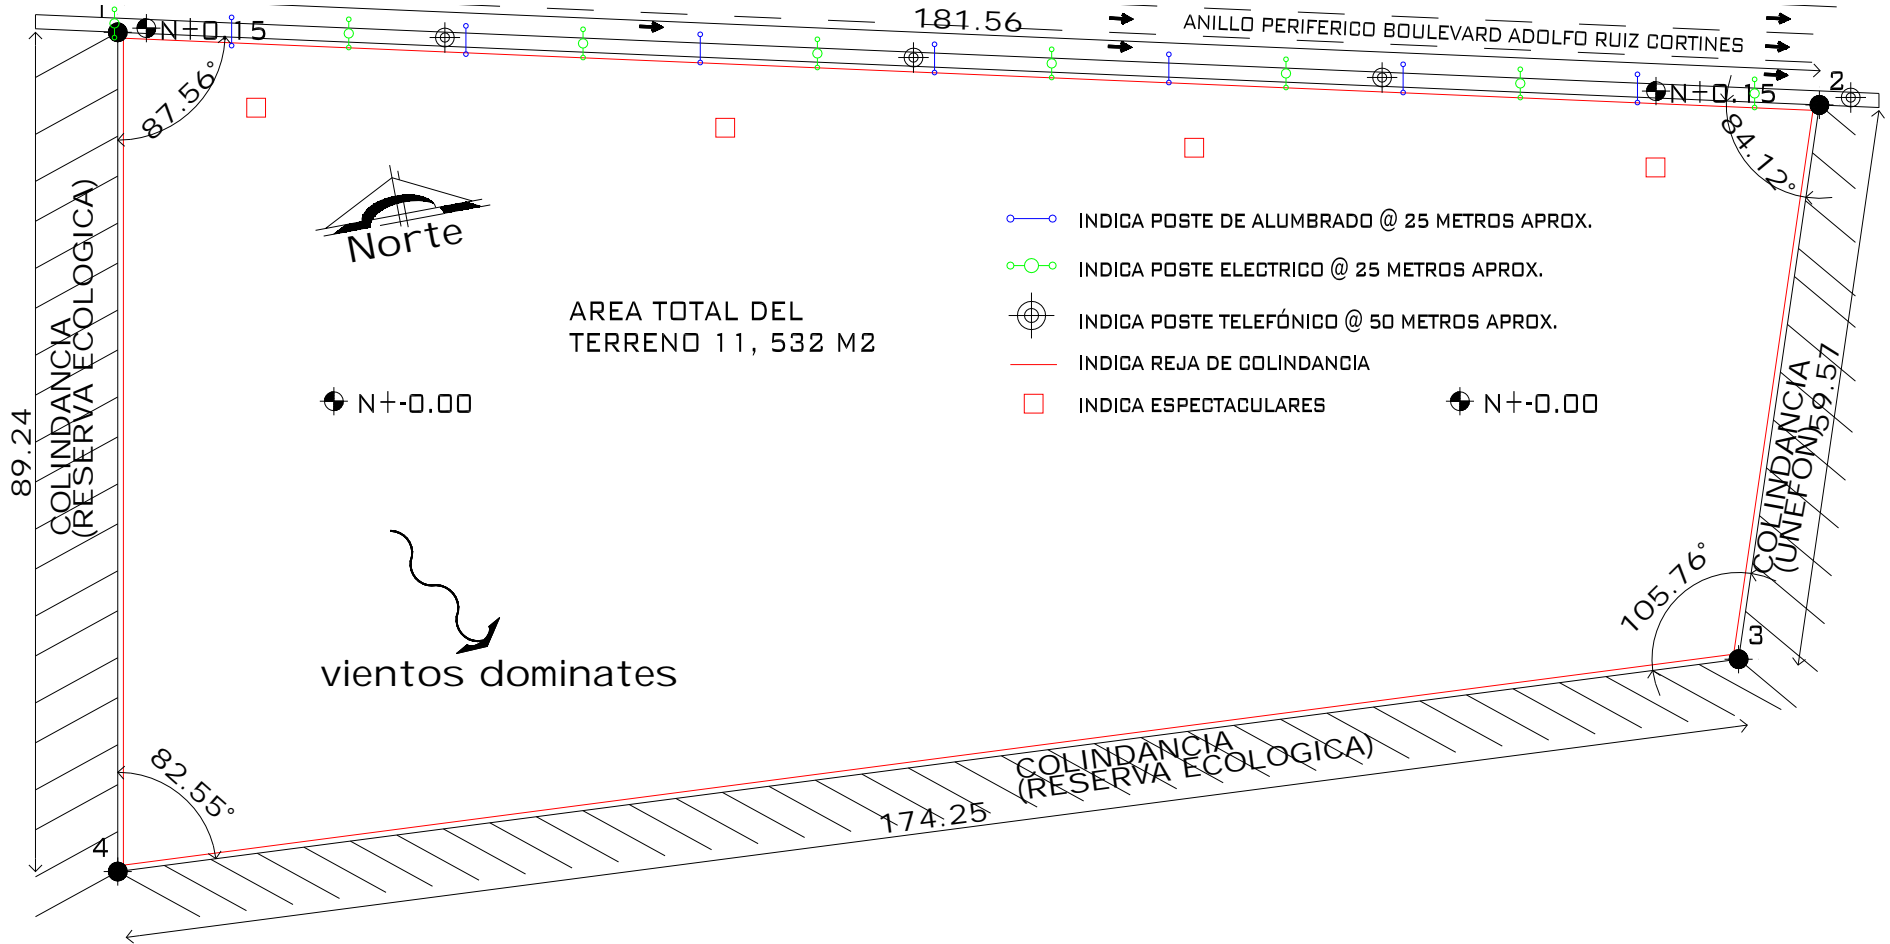 1
N+0.15
181.56
ANILLO PERIFERICO BOULEVARD ADOLFO RUIZ CORTINES
N+0.15
2
87.56°
84.12°
Norte
INDICA POSTE DE ALUMBRADO @ 25 METROS APROX.
INDICA POSTE ELECTRICO @ 25 METROS APROX.
AREA TOTAL DEL
TERRENO 11, 532 M2
INDICA POSTE TELEFÓNICO @ 50 METROS APROX.
INDICA REJA DE COLINDANCIA
INDICA ESPECTACULARES
N+-0.00
N+-0.00
89.24
COLINDANCIA
(RESERVA ECOLOGICA)
COLINDANCIA
(UNEFON)
59.57
vientos dominates
105.76°
3
82.55°
4
COLINDANCIA
(RESERVA ECOLOGICA)
174.25